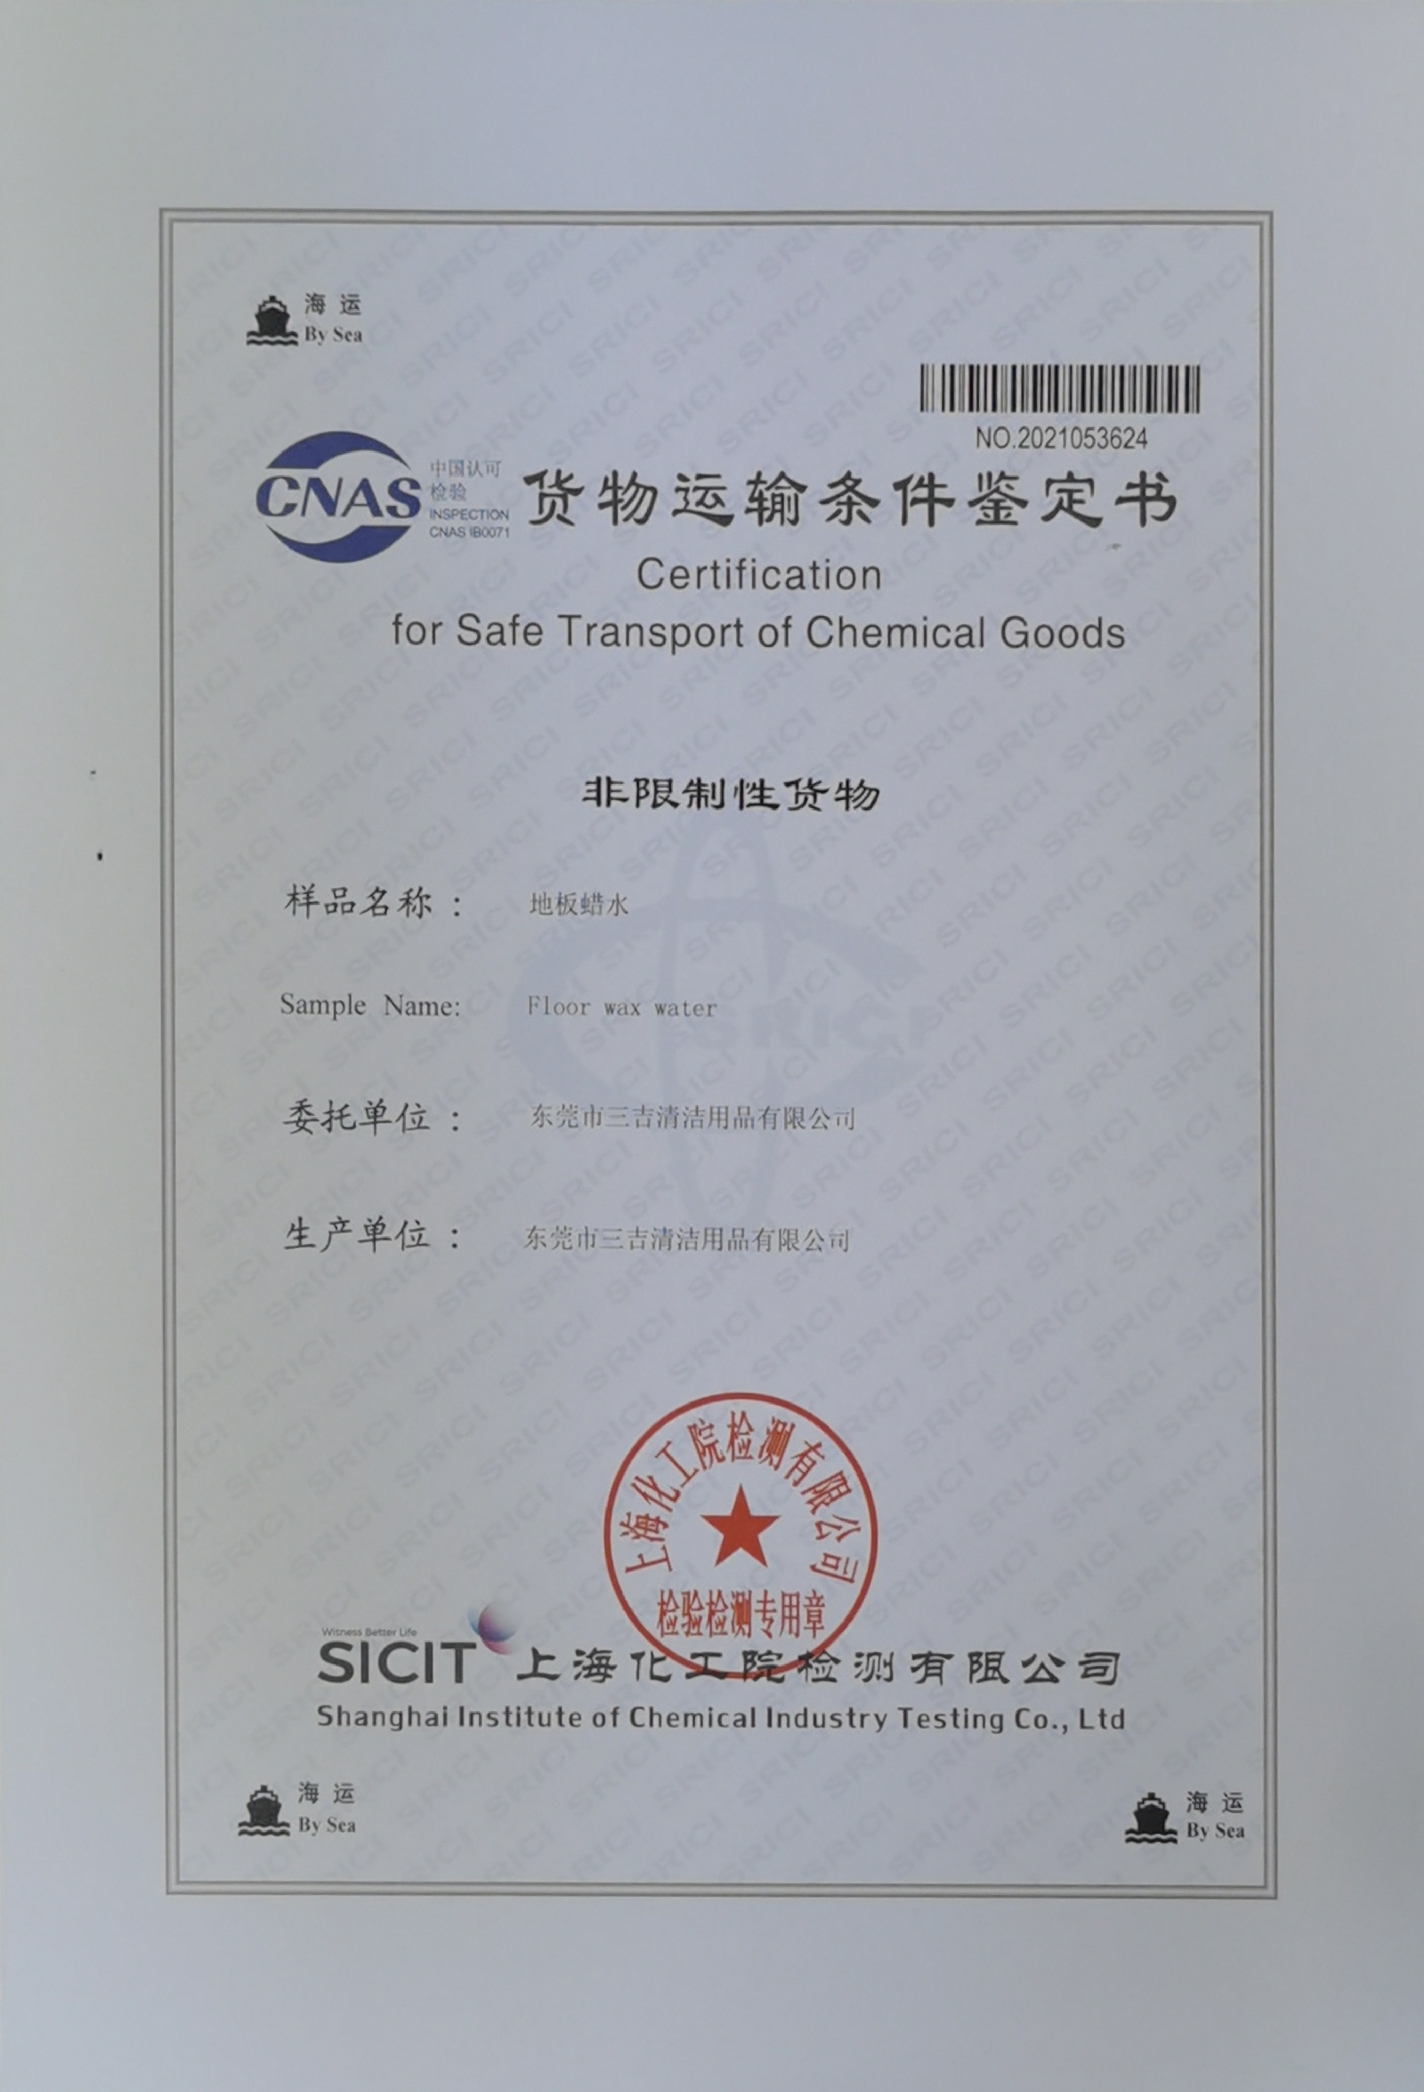 海 运
By Sea
NO.2021053624
CNAS
中国认可
检验
INSPECTION
CNAS IB0071
货物运输条件鉴定书
Certification
for Safe Transport of Chemical Goods
非限制性货物
样品名称 : 地板蜡水
Sample Name: Floor wax water
委托单位 : 东莞市三吉清洁用品有限公司
生产单位 : 东莞市三吉清洁用品有限公司
SRICI
上海化工院检测有限公司
检验检测专用章
Witness Better Life
SICIT 上海化工院检测有限公司
Shanghai Institute of Chemical Industry Testing Co., Ltd
海 运
By Sea
海 运
By Sea